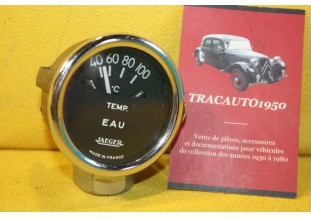 40 60 80 100
°C
TEMP.
EAU
JAEGER
MADE IN FRANCE
TRACAUTO1950
Vente de pièces, accessoires
et documentations pour véhicules
de collection des années 1930 à 1980